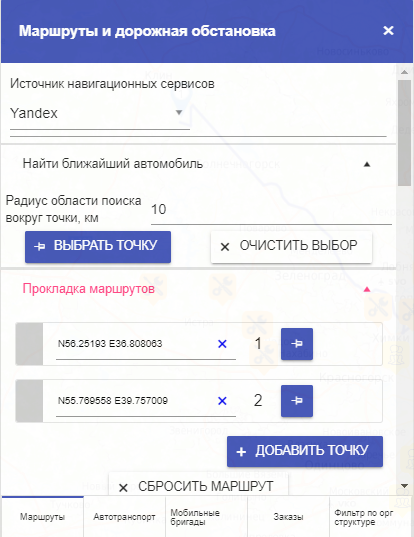 Маршруты и дорожная обстановка ×
Источник навигационных сервисов
Yandex
Найти ближайший автомобиль
Радиус области поиска
вокруг точки, км
10
ВЫБРАТЬ ТОЧКУ
× ОЧИСТИТЬ ВЫБОР
Прокладка маршрутов
N56.25193 E36.808063 × 1
N55.769558 E39.757009 × 2
+ ДОБАВИТЬ ТОЧКУ
× СБРОСИТЬ МАРШРУТ
Маршруты
Автотранспорт
Мобильные
бригады
Заказы
Фильтр по орг
структуре